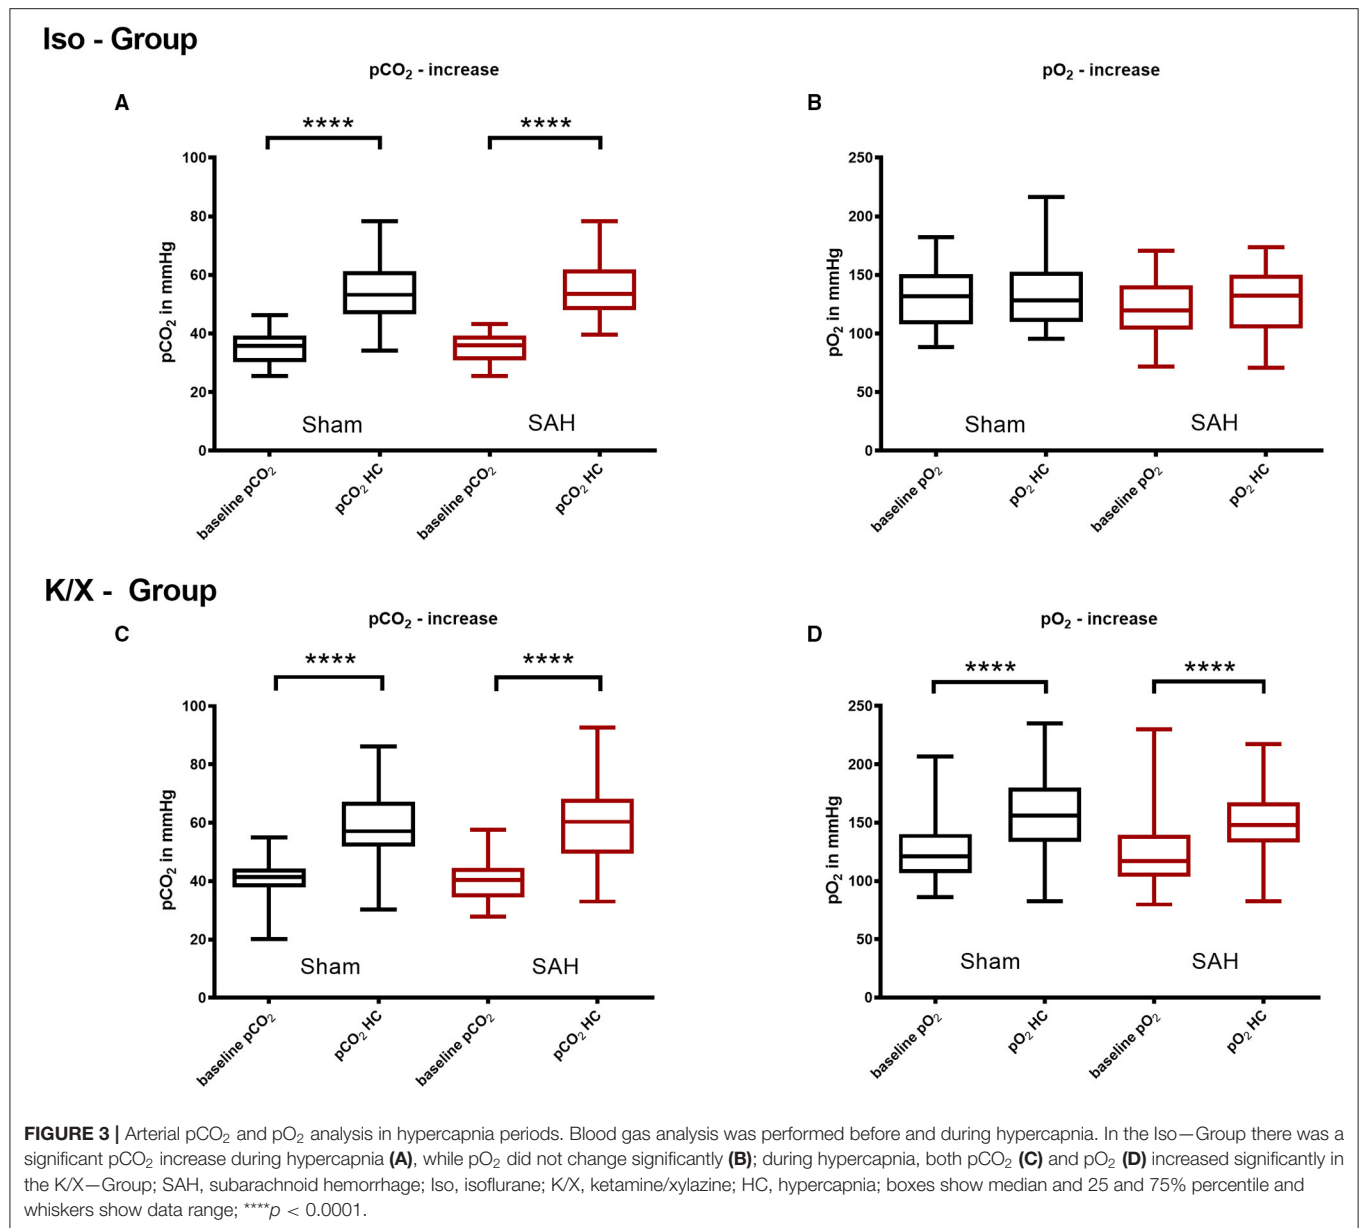 Iso - Group
pCO₂ - increase
pO₂ - increase
A
B
****
****
pCO₂ in mmHg
100
80
60
40
20
0
Sham
SAH
baseline pCO₂
pCO₂ HC
baseline pCO₂
pCO₂ HC
pO₂ in mmHg
250
200
150
100
50
0
Sham
SAH
baseline pO₂
pO₂ HC
baseline pO₂
pO₂ HC
K/X - Group
pCO₂ - increase
pO₂ - increase
C
D
****
****
pCO₂ in mmHg
100
80
60
40
20
0
Sham
SAH
baseline pCO₂
pCO₂ HC
baseline pCO₂
pCO₂ HC
****
****
pO₂ in mmHg
250
200
150
100
50
0
Sham
SAH
baseline pO₂
pO₂ HC
baseline pO₂
pO₂ HC
FIGURE 3 | Arterial pCO₂ and pO₂ analysis in hypercapnia periods. Blood gas analysis was performed before and during hypercapnia. In the Iso—Group there was a
significant pCO₂ increase during hypercapnia (A), while pO₂ did not change significantly (B); during hypercapnia, both pCO₂ (C) and pO₂ (D) increased significantly in
the K/X—Group; SAH, subarachnoid hemorrhage; Iso, isoflurane; K/X, ketamine/xylazine; HC, hypercapnia; boxes show median and 25 and 75% percentile and
whiskers show data range; ****p < 0.0001.